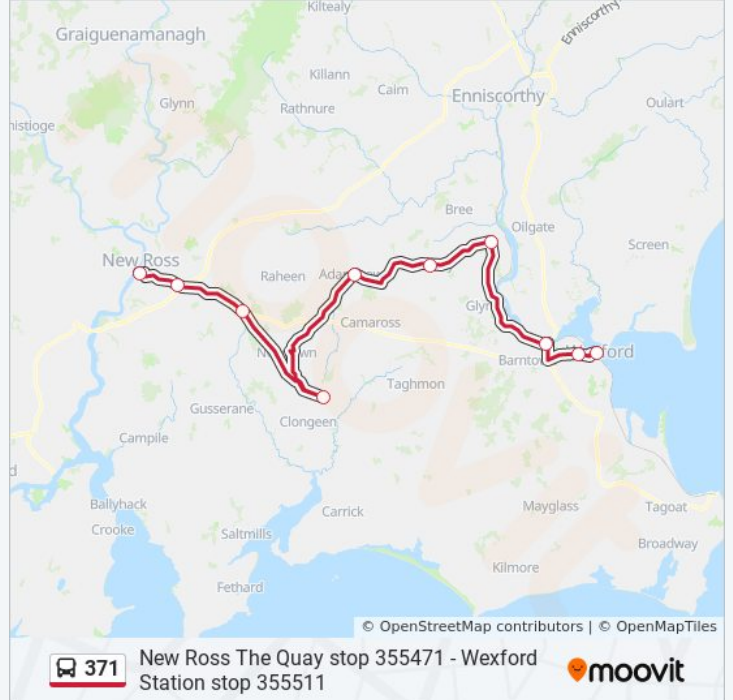 Kiltealy
Graiguenamanagh
Enniscorthy
Killann
Caim
Enniscorthy
Glynn
Rathnure
Oulart
nistioge
Bree
Oilgate
Screen
New Ross
Raheen
Camaross
Barnto
Taghmon
Gusserane
Clongeen
Campile
Ballyhack
Carrick
Mayglass
Tagoat
Crooke
Saltmills
Broadway
Kilmore
Fethard
© OpenStreetMap contributors | © OpenMapTiles
371
New Ross The Quay stop 355471 - Wexford
Station stop 355511
moovit